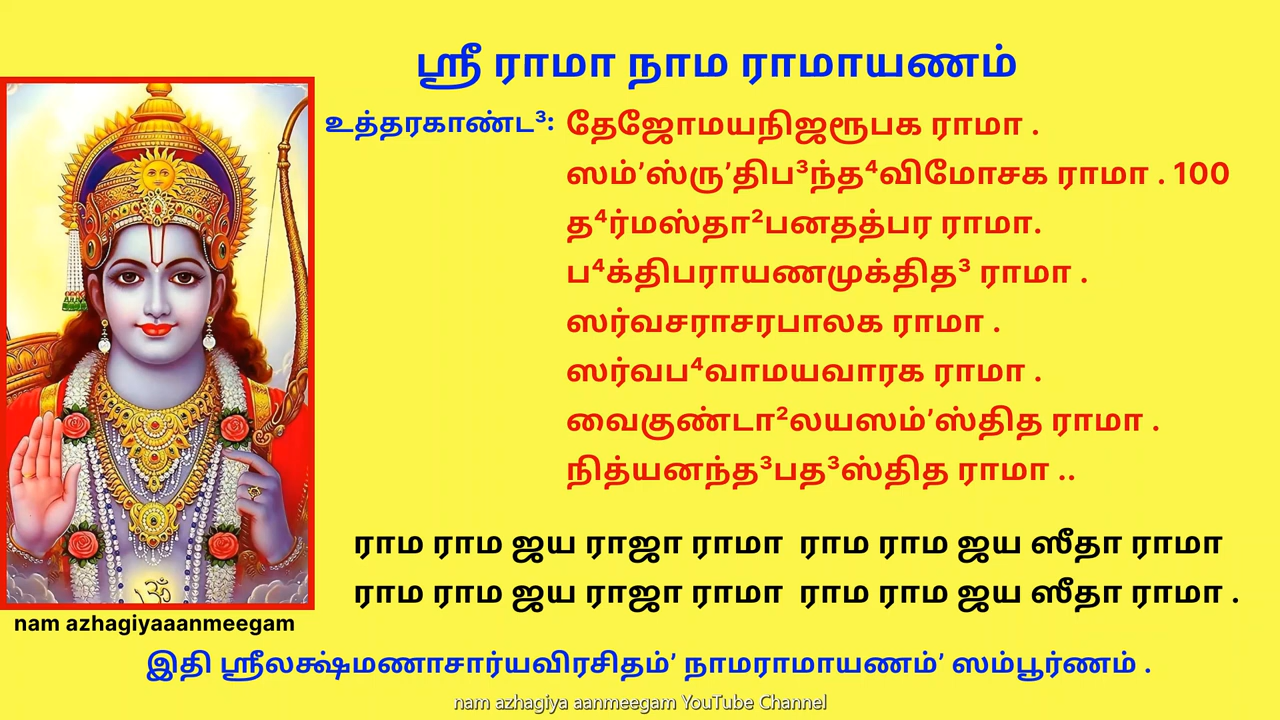 ஸ்ரீ ராமா நாம ராமாயணம்
உத்தரகாண்ட³: தேஜோமயநிஜரூபக ராமா .
ஸம்’ஸ்ரு’திப³ந்த⁴விமோசக ராமா . 100
த⁴ர்மஸ்தா²பனதத்பர ராமா.
ப⁴க்திபராயணமுக்தித³ ராமா .
ஸர்வசராசரபாலக ராமா .
ஸர்வப⁴வாமயவாரக ராமா .
வைகுண்டா²லயஸம்’ஸ்தித ராமா .
நித்யனந்த³பத³ஸ்தித ராமா ..
ராம ராம ஜய ராஜா ராமா ராம ராம ஜய ஸீதா ராமா
ராம ராம ஜய ராஜா ராமா ராம ராம ஜய ஸீதா ராமா .
ॐ
nam azhagiyaaanmeegam
இதி ஸ்ரீலக்ஷ்மணாசார்யவிரசிதம்’ நாமராமாயணம்’ ஸம்பூர்ணம் .
nam azhagiya aanmeegam YouTube Channel